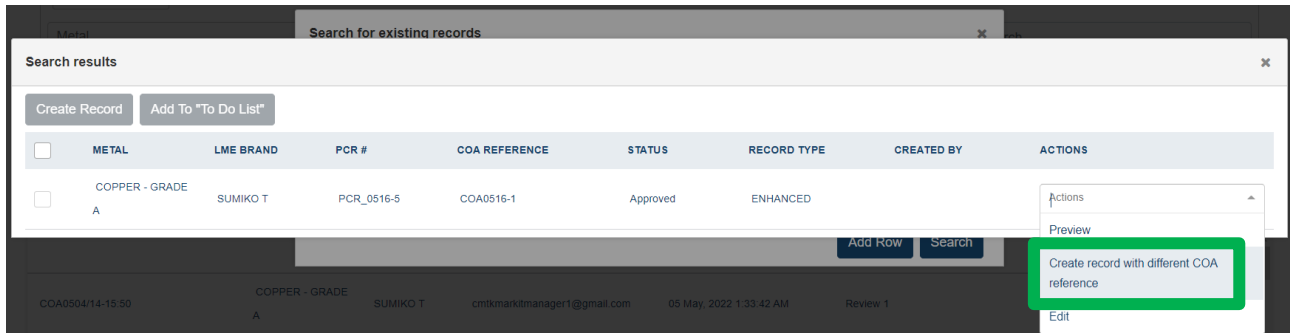 Metal
Search for existing records ×
rch
Search results ×
Create Record Add To "To Do List"
METAL LME BRAND PCR # COA REFERENCE STATUS RECORD TYPE CREATED BY ACTIONS
COPPER - GRADE
A
SUMIKO T PCR_0516-5 COA0516-1 Approved ENHANCED
Actions
Preview
Create record with different COA
reference
Edit
Add Row Search
COA0504/14-15:50 COPPER - GRADE
A
SUMIKO T cmtkmarkitmanager1@gmail.com 05 May, 2022 1:33:42 AM Review 1